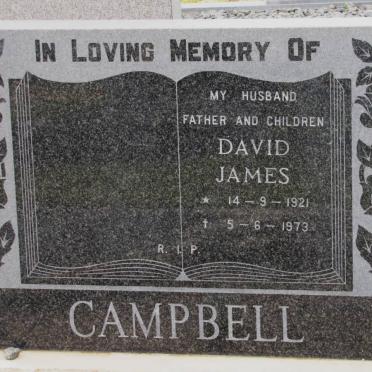 IN LOVING MEMORY OF
MY HUSBAND
FATHER AND CHILDREN
DAVID
JAMES
* 14-9-1921
† 5-6-1973
R.I.P.
CAMPBELL